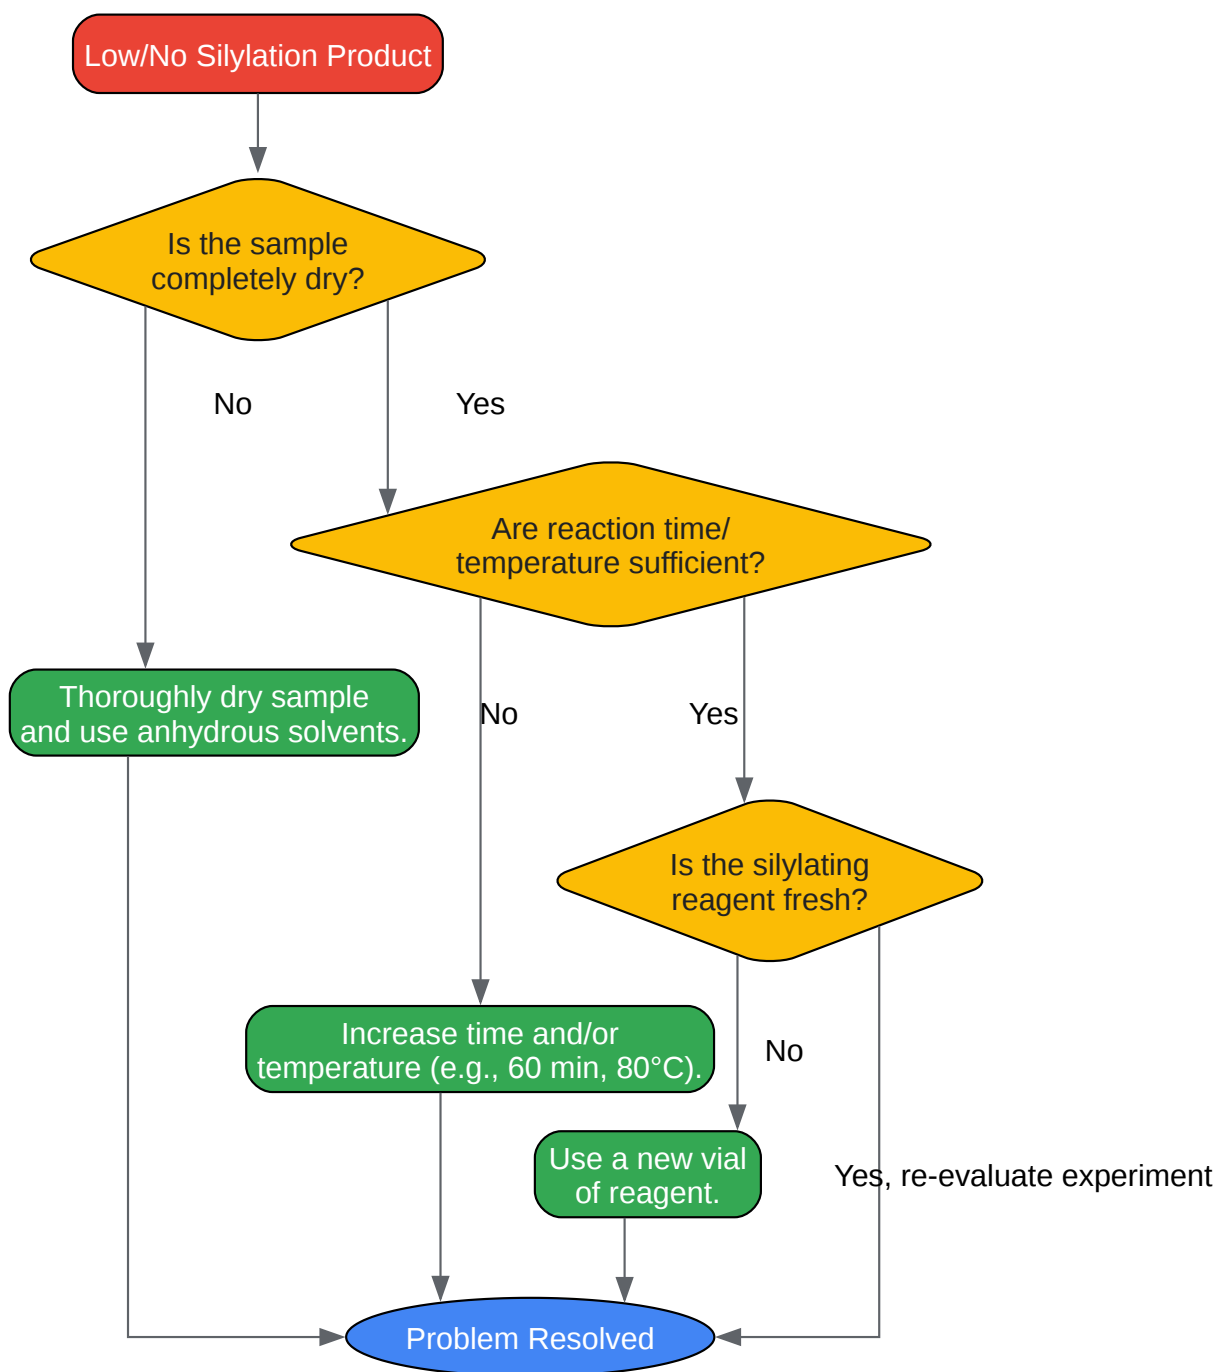 Low/No Silylation Product
Is the sample
completely dry?
No
Yes
Are reaction time/
temperature sufficient?
Thoroughly dry sample
and use anhydrous solvents.
No
Yes
Is the silylating
reagent fresh?
Increase time and/or
temperature (e.g., 60 min, 80°C).
No
Use a new vial
of reagent.
Yes, re-evaluate experiment
Problem Resolved